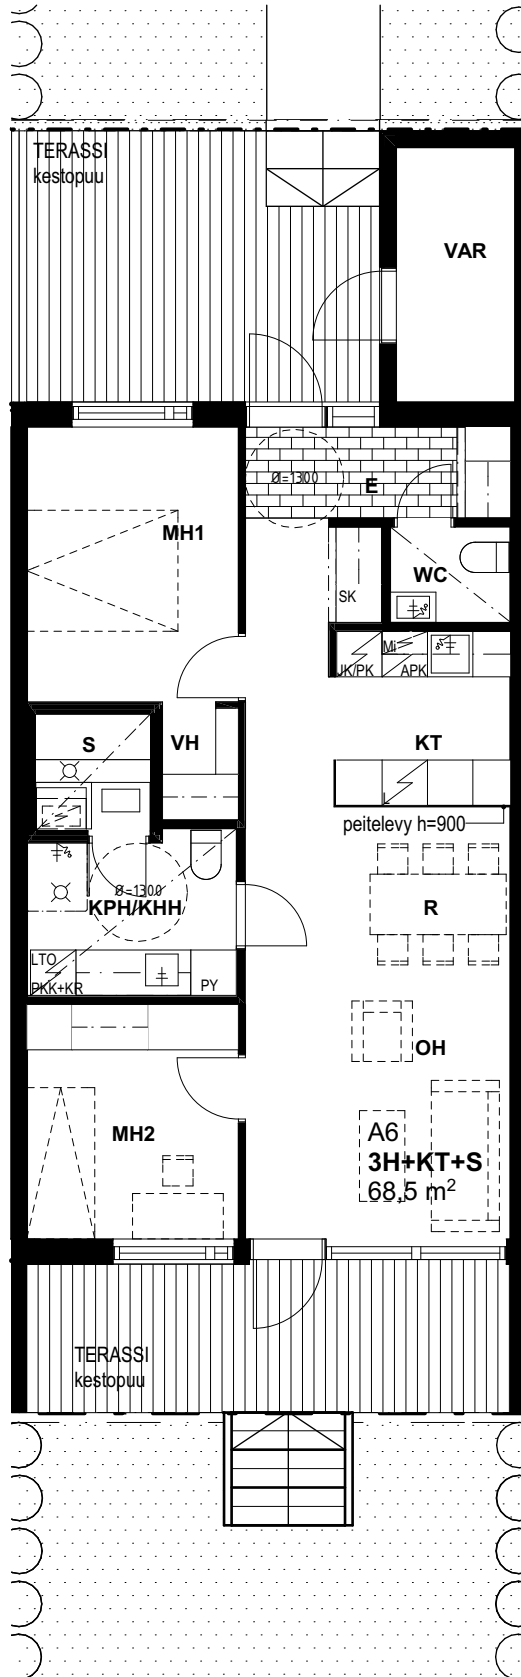 TERASSI
kestopuu
VAR
Ø=1300
E
MH1
WC
SK
Mi
JK/PK
APK
S
VH
KT
peitelevy h=900
Ø=1300
KPH/KHH
R
LTO
PKK+KR
PY
OH
MH2
A6
3H+KT+S
68,5 m²
TERASSI
kestopuu